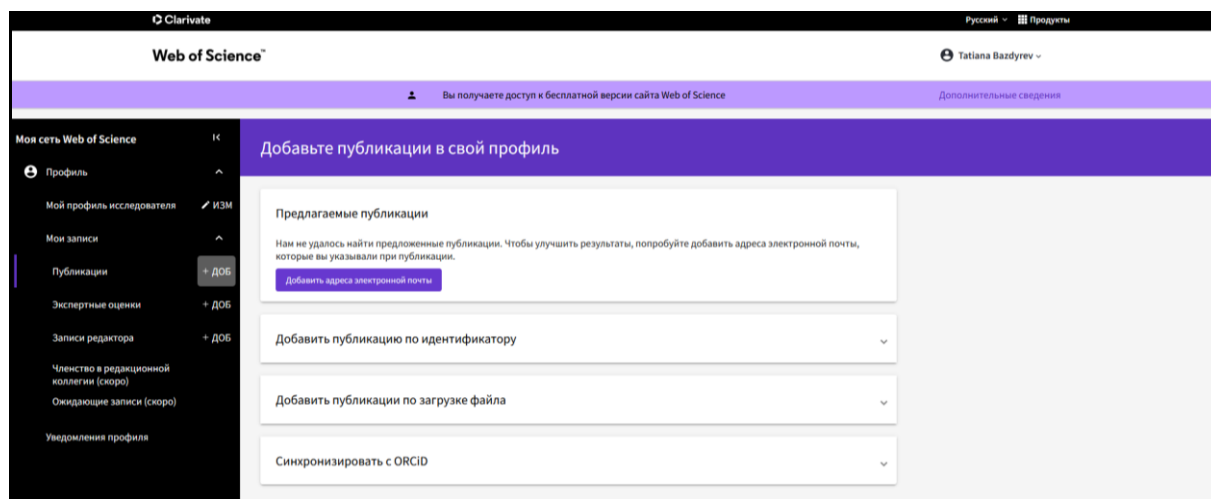 Clarivate
Русский
Продукты
Web of Science™
Tatiana Bazdyrev
Вы получаете доступ к бесплатной версии сайта Web of Science
Дополнительные сведения
Моя сеть Web of Science
Профиль
Мой профиль исследователя
ИЗМ
Мои записи
Публикации
+ ДОБ
Экспертные оценки
+ ДОБ
Записи редактора
+ ДОБ
Членство в редакционной
коллегии (скоро)
Ожидающие записи (скоро)
Уведомления профиля
Добавьте публикации в свой профиль
Предлагаемые публикации
Нам не удалось найти предложенные публикации. Чтобы улучшить результаты, попробуйте добавить адреса электронной почты,
которые вы указывали при публикации.
Добавить адреса электронной почты
Добавить публикацию по идентификатору
Добавить публикации по загрузке файла
Синхронизировать с ORCiD